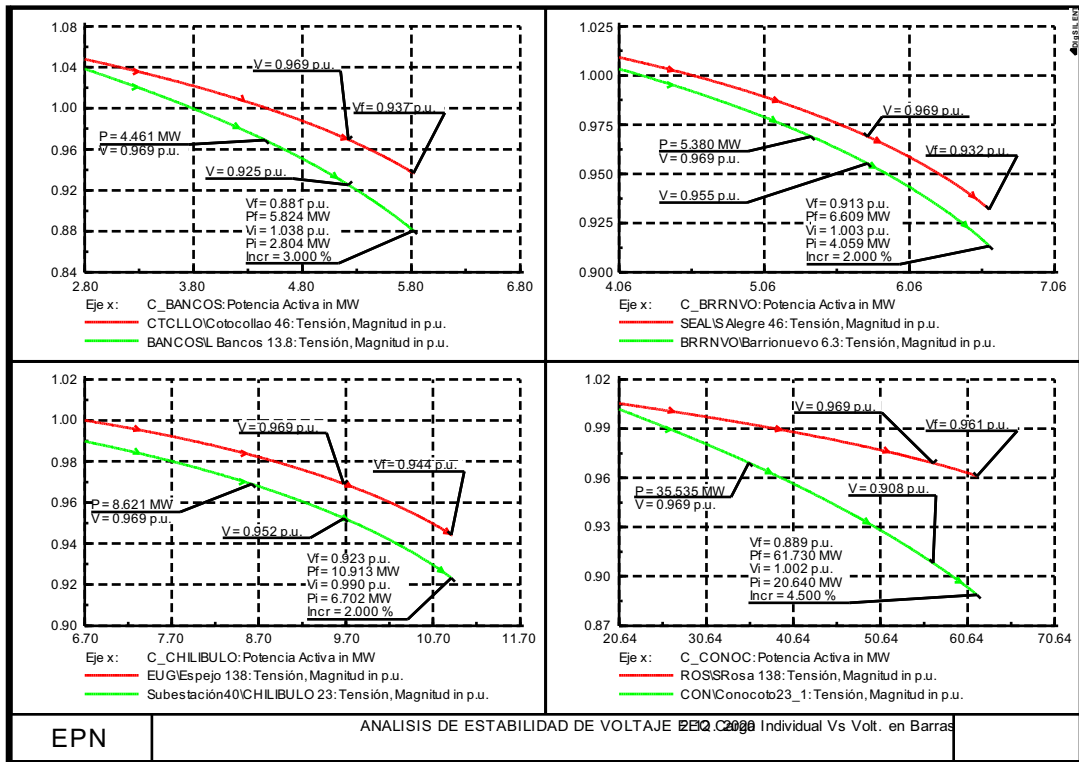 DIgSILENT
1.08
1.04
1.00
0.96
0.92
0.88
0.84
2.80
3.80
4.80
5.80
6.80
V = 0.969 p.u.
Vf = 0.937 p.u.
P = 4.461 MW
V = 0.969 p.u.
V = 0.925 p.u.
Vf = 0.881 p.u.
Pf = 5.824 MW
Vi = 1.038 p.u.
Pi = 2.804 MW
Incr = 3.000 %
Eje x: C_BANCOS: Potencia Activa in MW
CTCLLO\Cotocollao 46: Tensión, Magnitud in p.u.
BANCOS\L Bancos 13.8: Tensión, Magnitud in p.u.
1.025
1.000
0.975
0.950
0.925
0.900
4.06
5.06
6.06
7.06
V = 0.969 p.u.
P = 5.380 MW
V = 0.969 p.u.
Vf = 0.932 p.u.
V = 0.955 p.u.
Vf = 0.913 p.u.
Pf = 6.609 MW
Vi = 1.003 p.u.
Pi = 4.059 MW
Incr = 2.000 %
Eje x: C_BRRNVO: Potencia Activa in MW
SEAL\SAlegre 46: Tensión, Magnitud in p.u.
BRRNVO\Barrionuevo 6.3: Tensión, Magnitud in p.u.
1.02
1.00
0.98
0.96
0.94
0.92
0.90
6.70
7.70
8.70
9.70
10.70
11.70
V = 0.969 p.u.
Vf = 0.944 p.u.
P = 8.621 MW
V = 0.969 p.u.
V = 0.952 p.u.
Vf = 0.923 p.u.
Pf = 10.913 MW
Vi = 0.990 p.u.
Pi = 6.702 MW
Incr = 2.000 %
Eje x: C_CHILIBULO: Potencia Activa in MW
EUG\Espejo 138: Tensión, Magnitud in p.u.
Subestación40\CHILIBULO 23: Tensión, Magnitud in p.u.
1.02
0.99
0.96
0.93
0.90
0.87
20.64
30.64
40.64
50.64
60.64
70.64
V = 0.969 p.u.
Vf = 0.961 p.u.
P = 35.535 MW
V = 0.969 p.u.
V = 0.908 p.u.
Vf = 0.889 p.u.
Pf = 61.730 MW
Vi = 1.002 p.u.
Pi = 20.640 MW
Incr = 4.500 %
Eje x: C_CONOC: Potencia Activa in MW
ROS\SRosa 138: Tensión, Magnitud in p.u.
CON\Conocoto23_1: Tensión, Magnitud in p.u.
EPN
ANALISIS DE ESTABILIDAD DE VOLTAJE Individual Vs Volt. en Barras